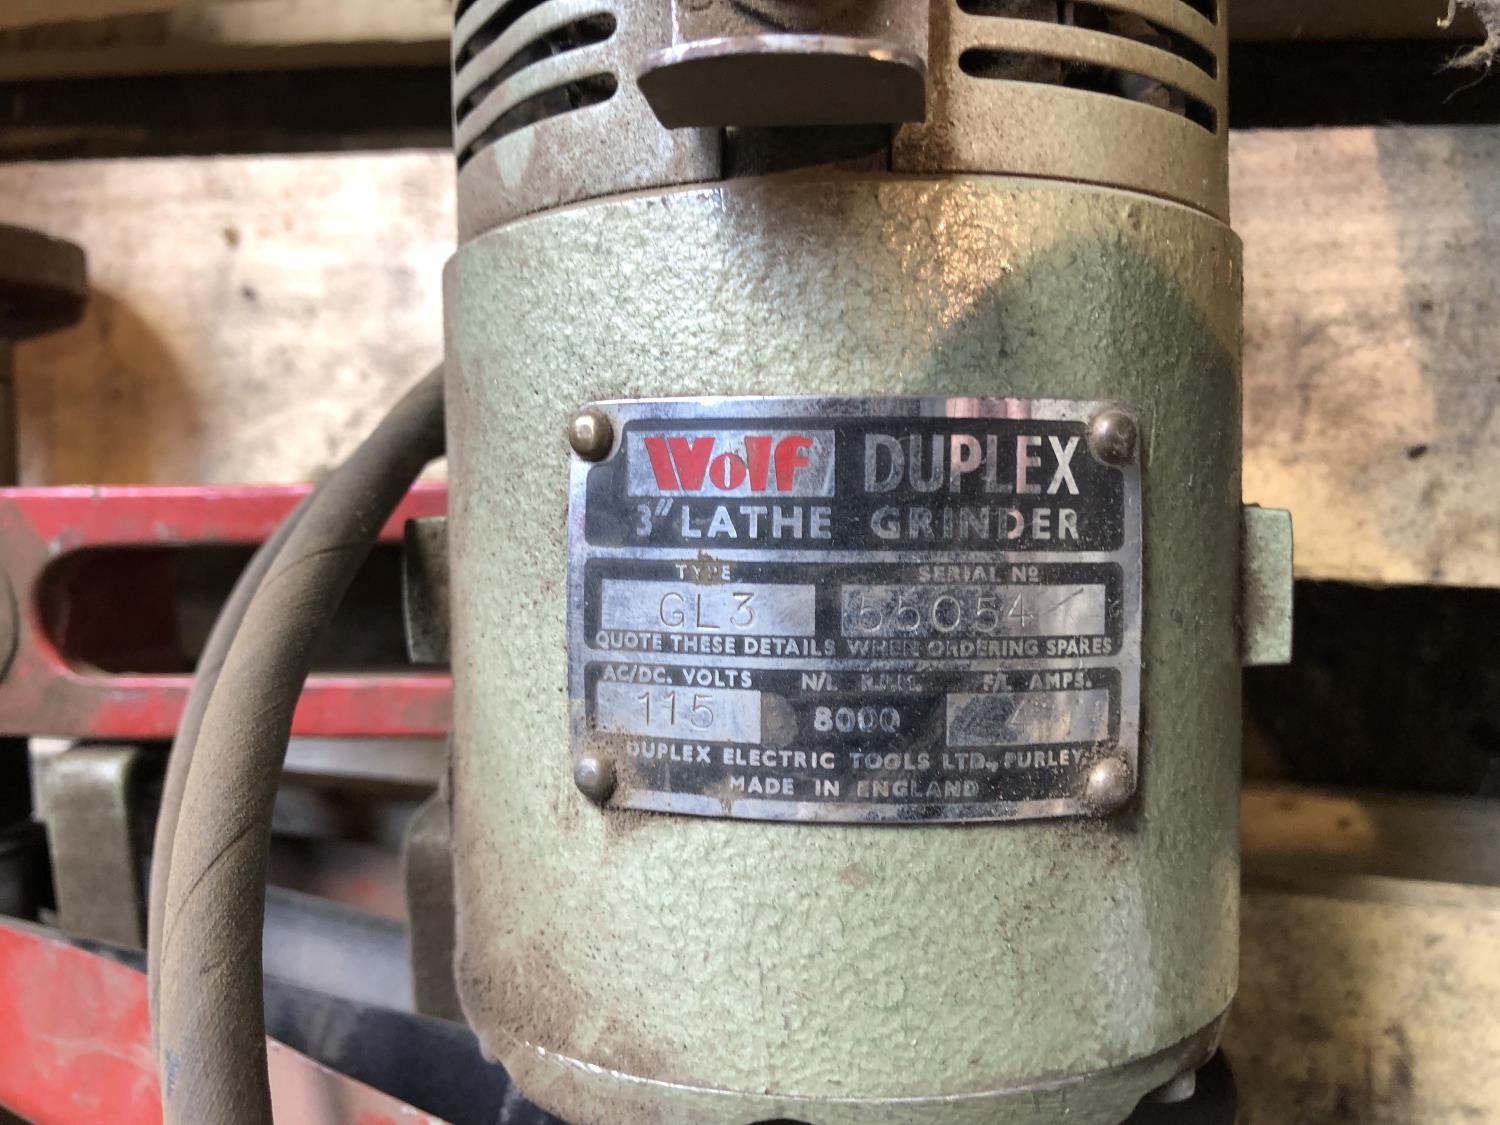 Wolf DUPLEX
3" LATHE GRINDER
TYPE SERIAL Nº
GL3 55054
QUOTE THESE DETAILS WHEN ORDERING SPARES
AC/DC. VOLTS N/L R.P.M. F/L AMPS.
115 8000 4
DUPLEX ELECTRIC TOOLS LTD., PURLEY
MADE IN ENGLAND